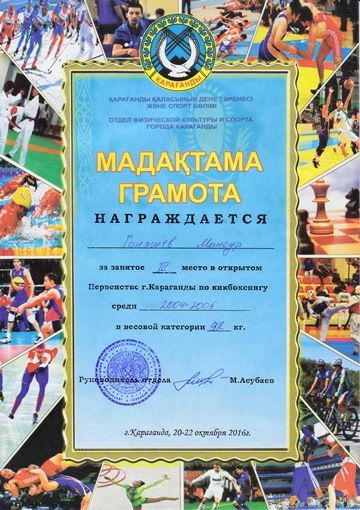 КАРАГАНДЫ
ҚАРАҒАНДЫ ҚАЛАСЫНЫҢ ДЕНЕ ТӘРБИЕСІ
ЖӘНЕ СПОРТ БӨЛІМІ
ОТДЕЛ ФИЗИЧЕСКОЙ КУЛЬТУРЫ И СПОРТА
ГОРОДА КАРАГАНДЫ
МАДАҚТАМА
ГРАМОТА
НАГРАЖДАЕТСЯ
Мансур
за занятое III место в открытом
Первенстве г.Караганды по кикбоксингу
среди 2004-2006
в весовой категории кг.
Руководитель отдела М.Асубаев
г.Караганда, 20-22 октября 2016г.